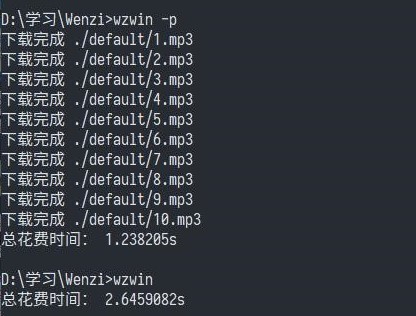 D:\学习\Wenzi>wzwin -p
下载完成 ./default/1.mp3
下载完成 ./default/2.mp3
下载完成 ./default/3.mp3
下载完成 ./default/4.mp3
下载完成 ./default/5.mp3
下载完成 ./default/6.mp3
下载完成 ./default/7.mp3
下载完成 ./default/8.mp3
下载完成 ./default/9.mp3
下载完成 ./default/10.mp3
总花费时间： 1.238205s
D:\学习\Wenzi>wzwin
总花费时间： 2.6459082s